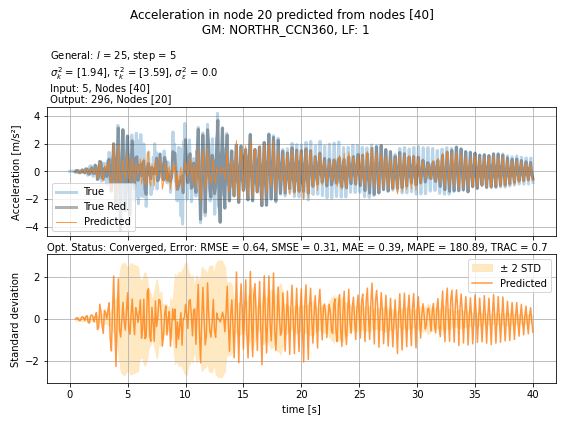 Acceleration in node 20 predicted from nodes [40]
GM: NORTHR_CCN360, LF: 1
General: l = 25, step = 5
σ²ₖ = [1.94], τ²ₖ = [3.59], σ²ε = 0.0
Input: 5, Nodes [40]
Output: 296, Nodes [20]
Acceleration [m/s²]
4
2
0
−2
−4
True
True Red.
Predicted
Opt. Status: Converged, Error: RMSE = 0.64, SMSE = 0.31, MAE = 0.39, MAPE = 180.89, TRAC = 0.7
Standard deviation
2
0
−2
± 2 STD
Predicted
0 5 10 15 20 25 30 35 40
time [s]